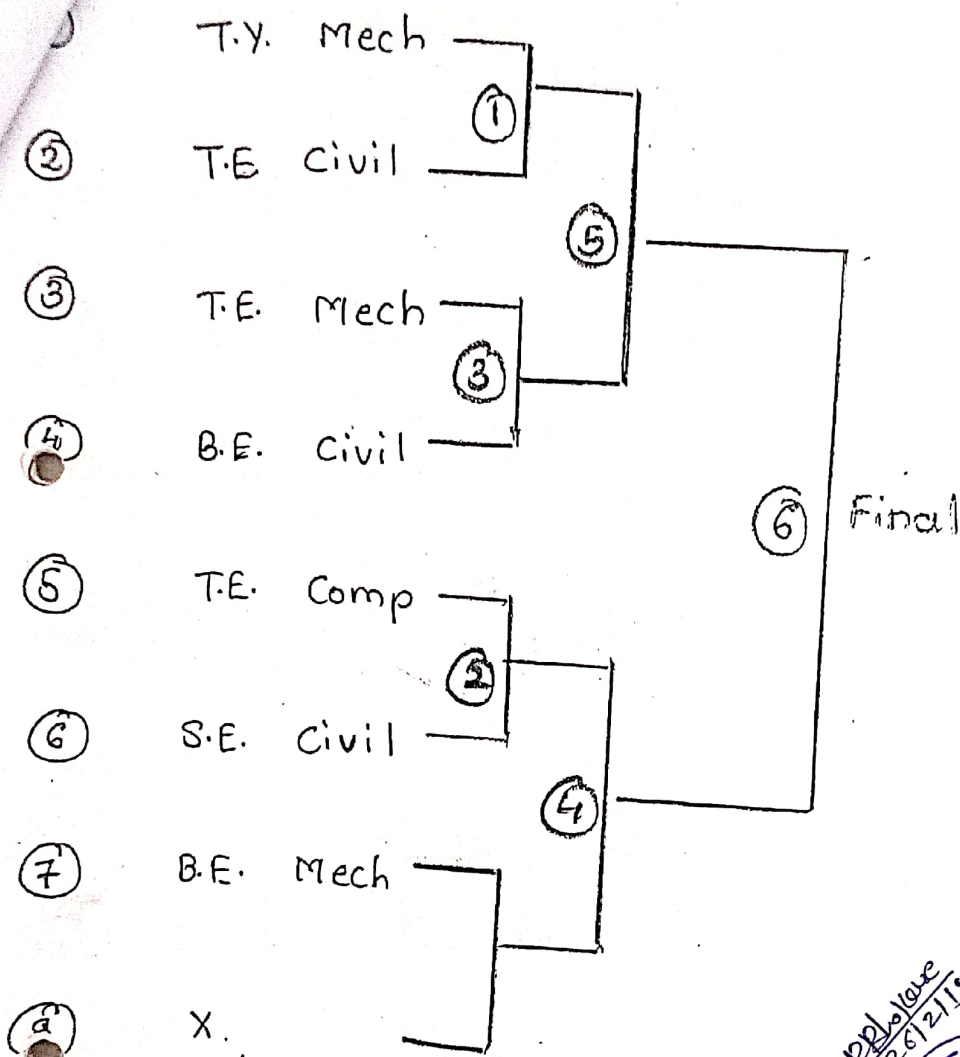 T.Y. Mech
①
② T.E Civil
⑤
③ T.E. Mech
③
④ B.E. Civil
⑥ Final
⑤ T.E. Comp
② 
⑥ S.E. Civil
④
⑦ B.E. Mech
X.